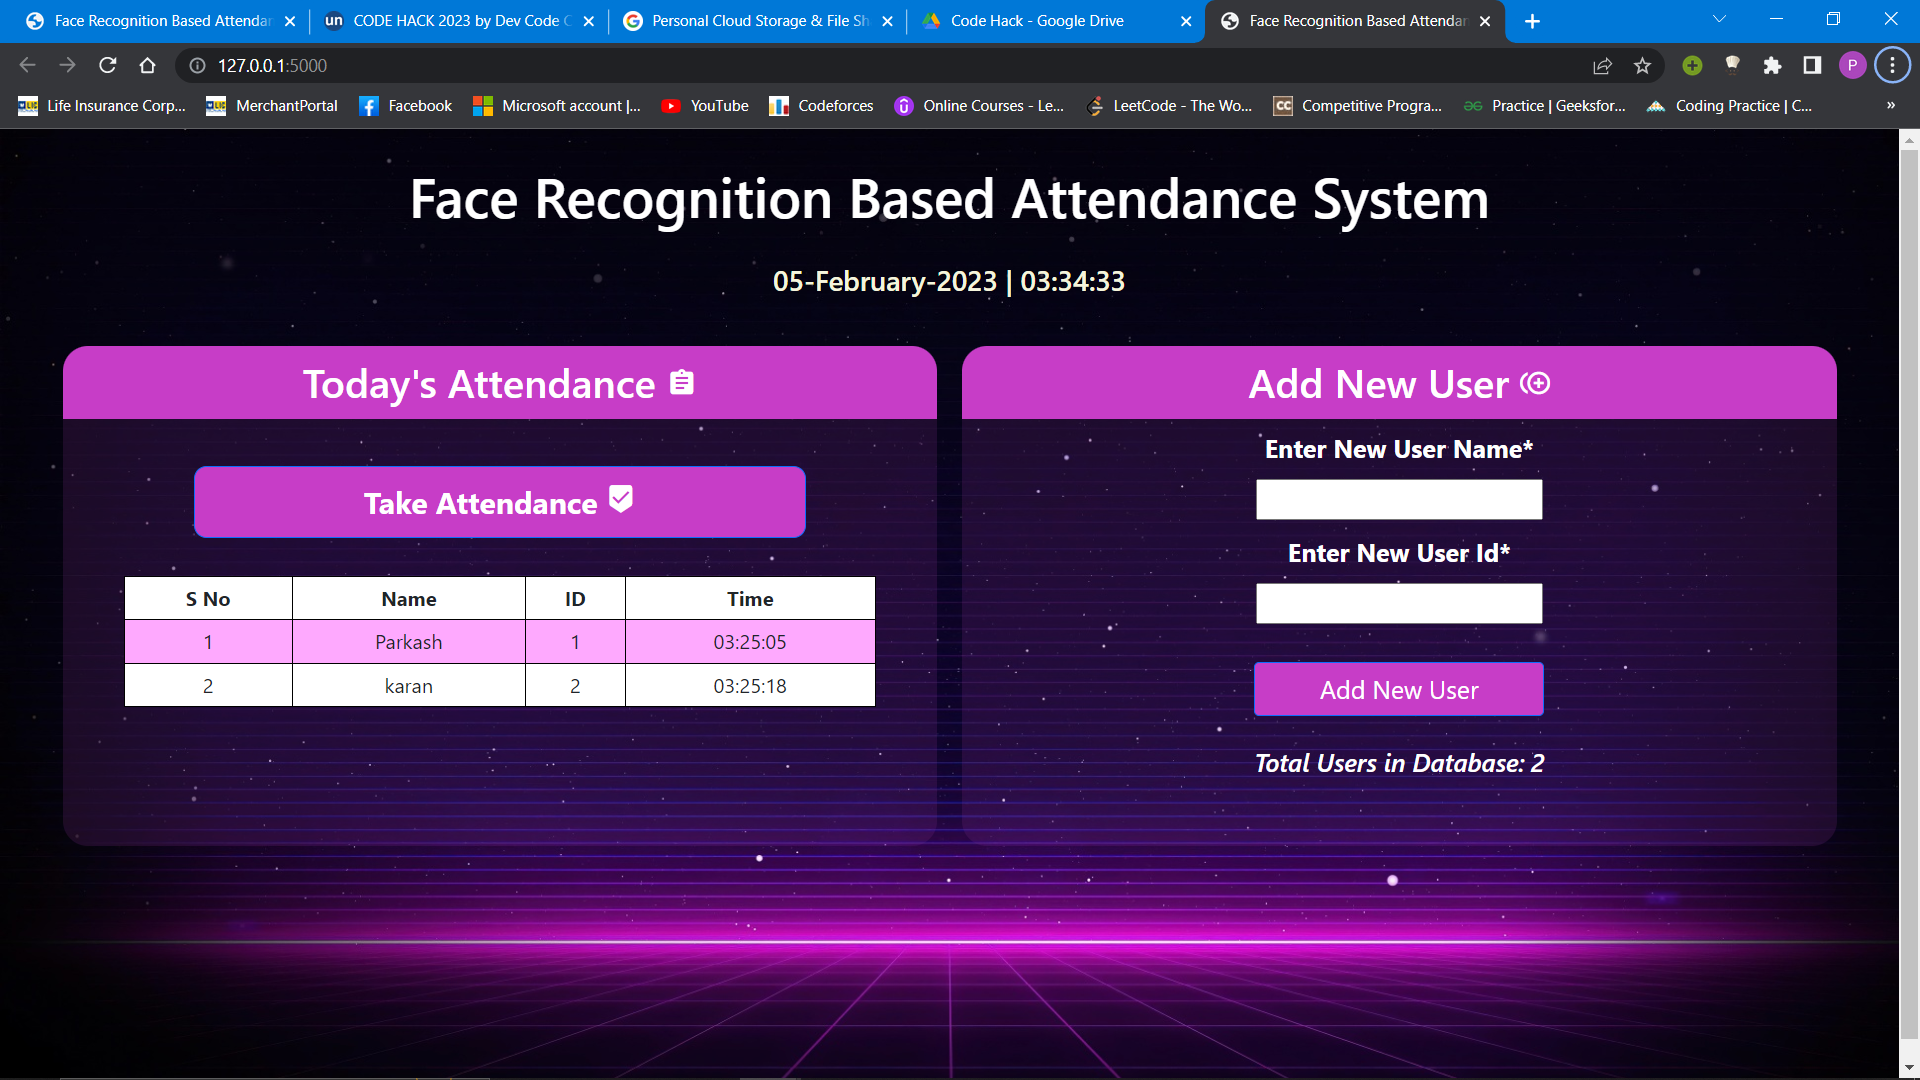 Face Recognition Based Attendan
CODE HACK 2023 by Dev Code C
Personal Cloud Storage & File Sh
Code Hack - Google Drive
Face Recognition Based Attendan
127.0.0.1:5000
P
Life Insurance Corp...
MerchantPortal
Facebook
Microsoft account |...
YouTube
Codeforces
Online Courses - Le...
LeetCode - The Wo...
Competitive Progra...
Practice | Geeksfor...
Coding Practice | C...
»
Face Recognition Based Attendance System
05-February-2023 | 03:34:33
Today's Attendance
Take Attendance
S No Name ID Time
1 Parkash 1 03:25:05
2 karan 2 03:25:18
Add New User
Enter New User Name*
Enter New User Id*
Add New User
Total Users in Database: 2